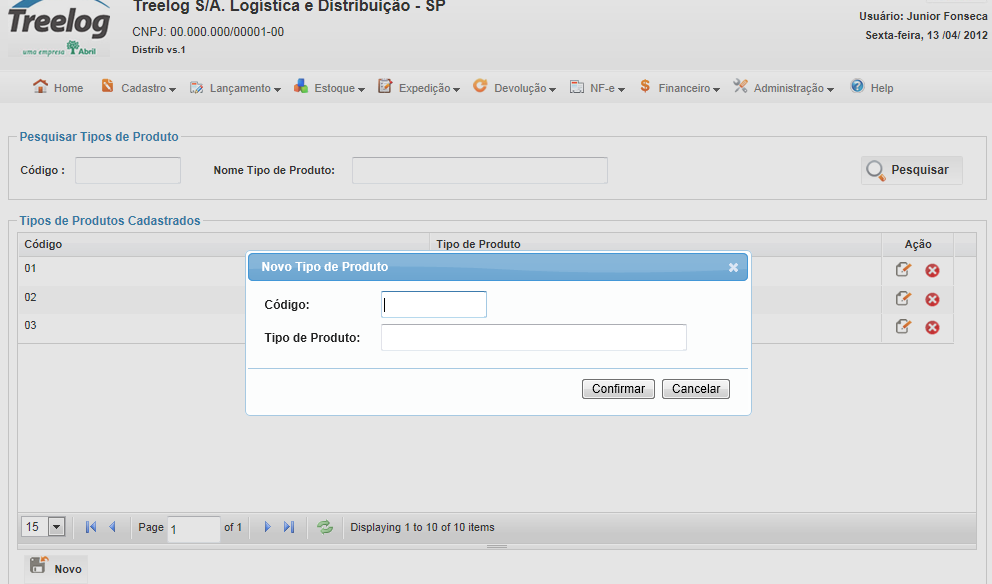 Treelog S/A. Logística e Distribuição - SP
Treelog
uma empresa Abril
CNPJ: 00.000.000/00001-00
Distrib vs.1
Usuário: Junior Fonseca
Sexta-feira, 13 /04/ 2012
Home Cadastro Lançamento Estoque Expedição Devolução NF-e Financeiro Administração Help
Pesquisar Tipos de Produto
Código : Nome Tipo de Produto: Pesquisar
Tipos de Produtos Cadastrados
Código Tipo de Produto Ação
01
02
03
Novo Tipo de Produto
Código:
Tipo de Produto:
Confirmar Cancelar
15 Page 1 of 1 Displaying 1 to 10 of 10 items
Novo